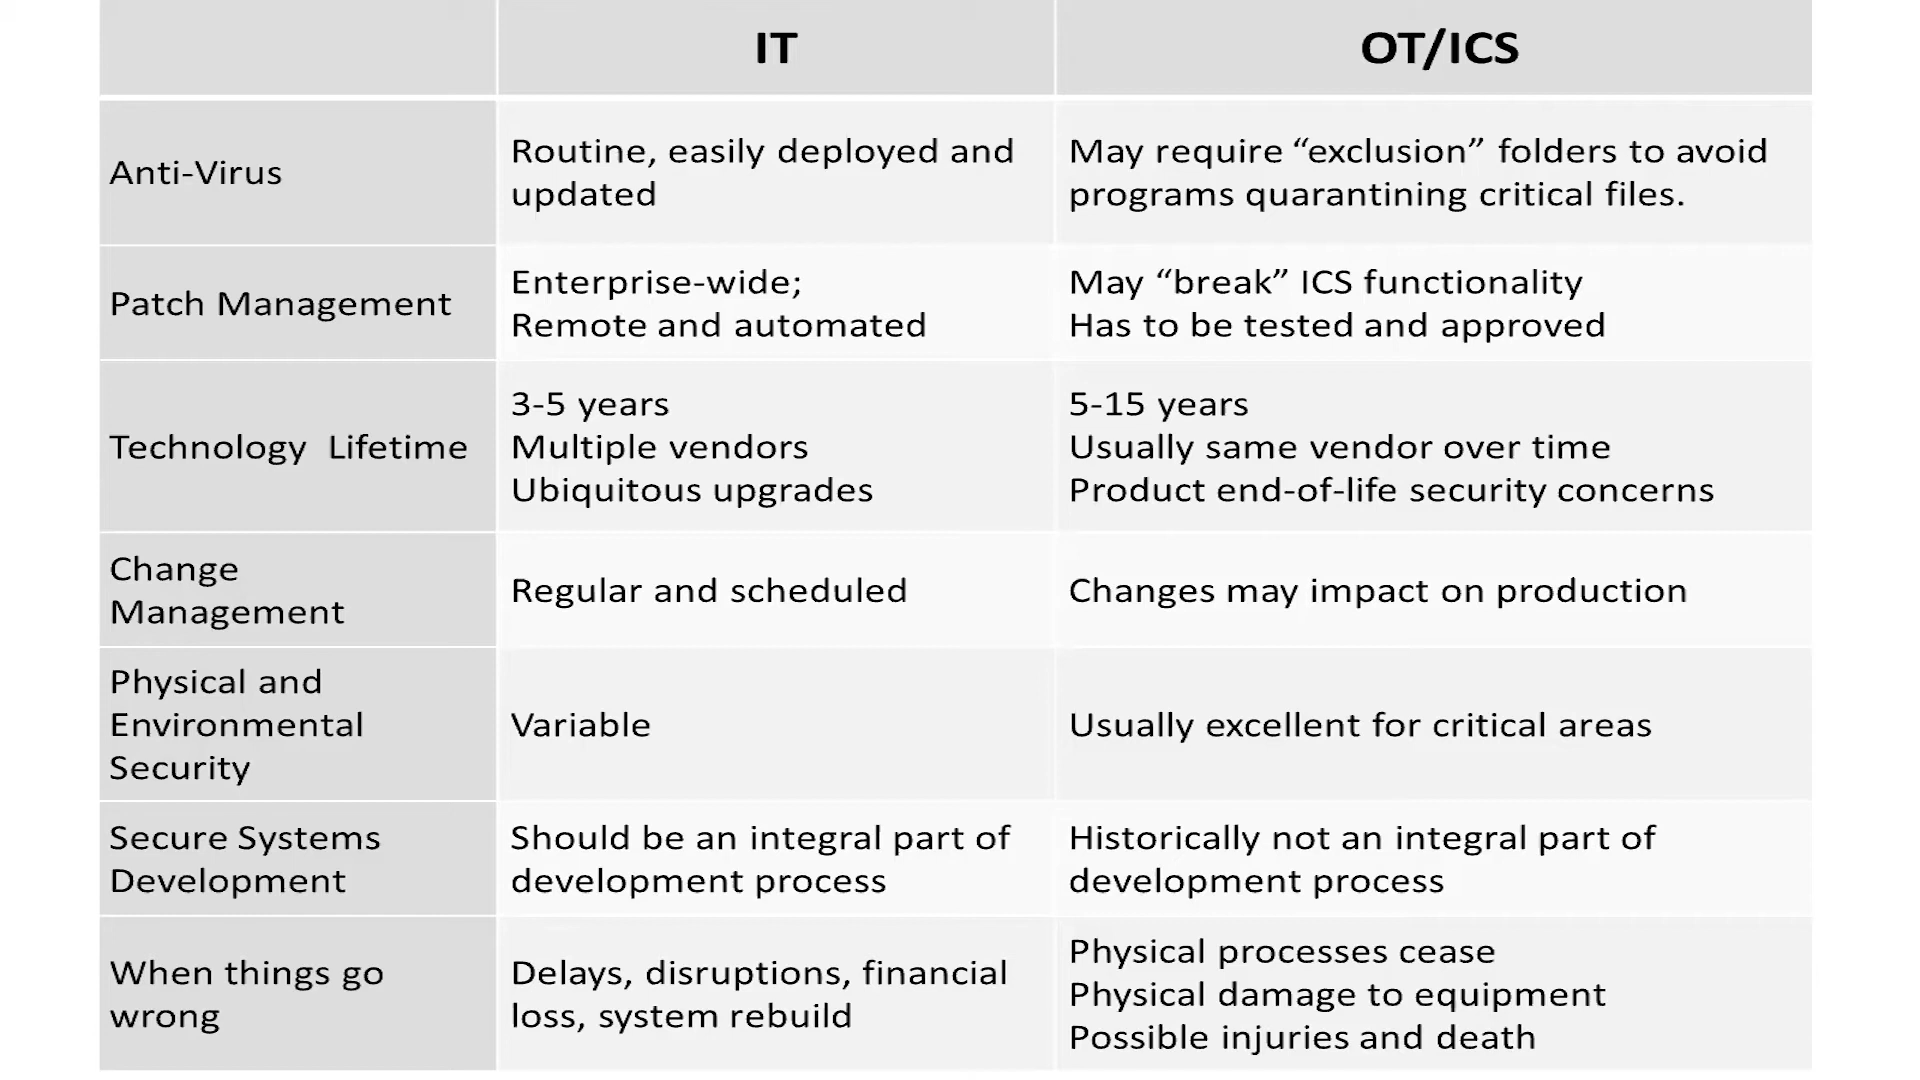 IT
OT/ICS
Anti-Virus
Routine, easily deployed and
updated
May require “exclusion” folders to avoid
programs quarantining critical files.
Patch Management
Enterprise-wide;
Remote and automated
May “break” ICS functionality
Has to be tested and approved
Technology Lifetime
3-5 years
Multiple vendors
Ubiquitous upgrades
5-15 years
Usually same vendor over time
Product end-of-life security concerns
Change
Management
Regular and scheduled
Changes may impact on production
Physical and
Environmental
Security
Variable
Usually excellent for critical areas
Secure Systems
Development
Should be an integral part of
development process
Historically not an integral part of
development process
When things go
wrong
Delays, disruptions, financial
loss, system rebuild
Physical processes cease
Physical damage to equipment
Possible injuries and death